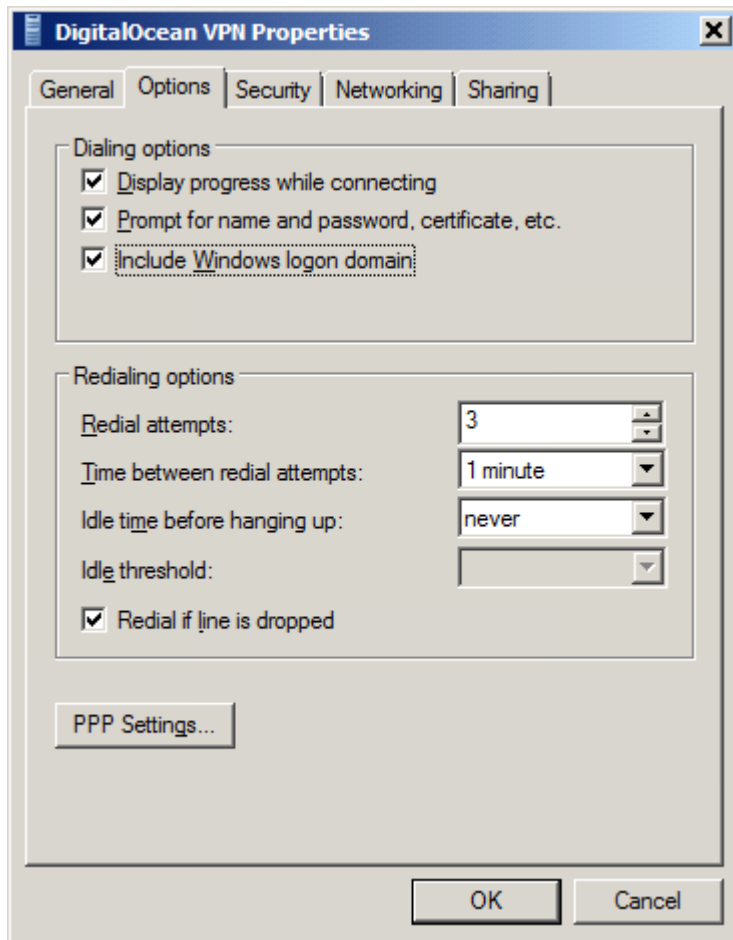 DigitalOcean VPN Properties
General Options Security Networking Sharing
Dialing options
Display progress while connecting
Prompt for name and password, certificate, etc.
Include Windows logon domain
Redialing options
Redial attempts: 3
Time between redial attempts: 1 minute
Idle time before hanging up: never
Idle threshold:
Redial if line is dropped
PPP Settings...
OK Cancel